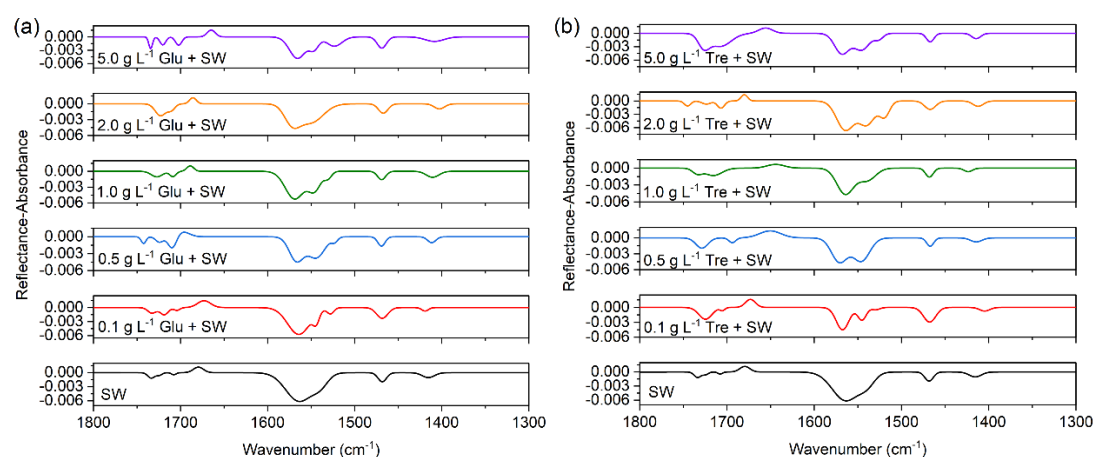 (a)
Reflectance-Absorbance
0.000
-0.003
-0.006
5.0 g L⁻¹ Glu + SW
0.000
-0.003
-0.006
2.0 g L⁻¹ Glu + SW
0.000
-0.003
-0.006
1.0 g L⁻¹ Glu + SW
0.000
-0.003
-0.006
0.5 g L⁻¹ Glu + SW
0.000
-0.003
-0.006
0.1 g L⁻¹ Glu + SW
0.000
-0.003
-0.006
SW
1800 1700 1600 1500 1400 1300
Wavenumber (cm⁻¹)
(b)
Reflectance-Absorbance
0.000
-0.003
-0.006
5.0 g L⁻¹ Tre + SW
0.000
-0.003
-0.006
2.0 g L⁻¹ Tre + SW
0.000
-0.003
-0.006
1.0 g L⁻¹ Tre + SW
0.000
-0.003
-0.006
0.5 g L⁻¹ Tre + SW
0.000
-0.003
-0.006
0.1 g L⁻¹ Tre + SW
0.000
-0.003
-0.006
SW
1800 1700 1600 1500 1400 1300
Wavenumber (cm⁻¹)